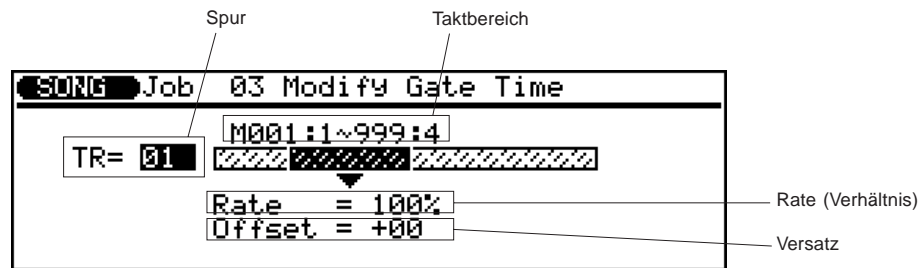 Spur
Taktbereich
SONG Job 03 Modify Gate Time
M001:1~999:4
TR= 01
Rate = 100%
Rate (Verhältnis)
Offset = +00
Versatz